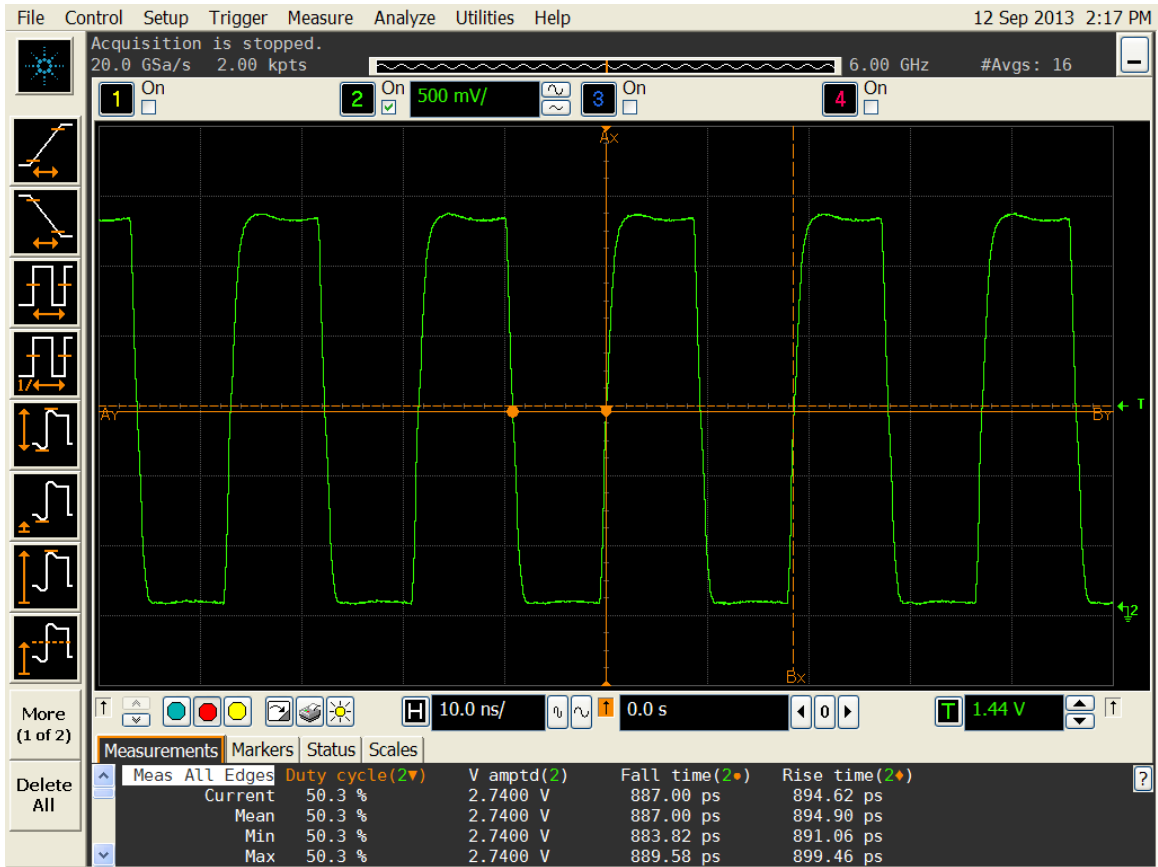 File Control Setup Trigger Measure Analyze Utilities Help 12 Sep 2013 2:17 PM
Acquisition is stopped.
20.0 GSa/s 2.00 kpts 6.00 GHz #Avgs: 16
1 On 2 On 500 mV/ 3 On 4 On
Ax
T
AY BY
2
Bx
1/
More
(1 of 2)
Delete
All
H 10.0 ns/ 0.0 s 0 T 1.44 V
Measurements Markers Status Scales
Meas All Edges Duty cycle(2▼) V amptd(2) Fall time(2●) Rise time(2♦) ?
Current 50.3 % 2.7400 V 887.00 ps 894.62 ps
Mean 50.3 % 2.7400 V 887.00 ps 894.90 ps
Min 50.3 % 2.7400 V 883.82 ps 891.06 ps
Max 50.3 % 2.7400 V 889.58 ps 899.46 ps